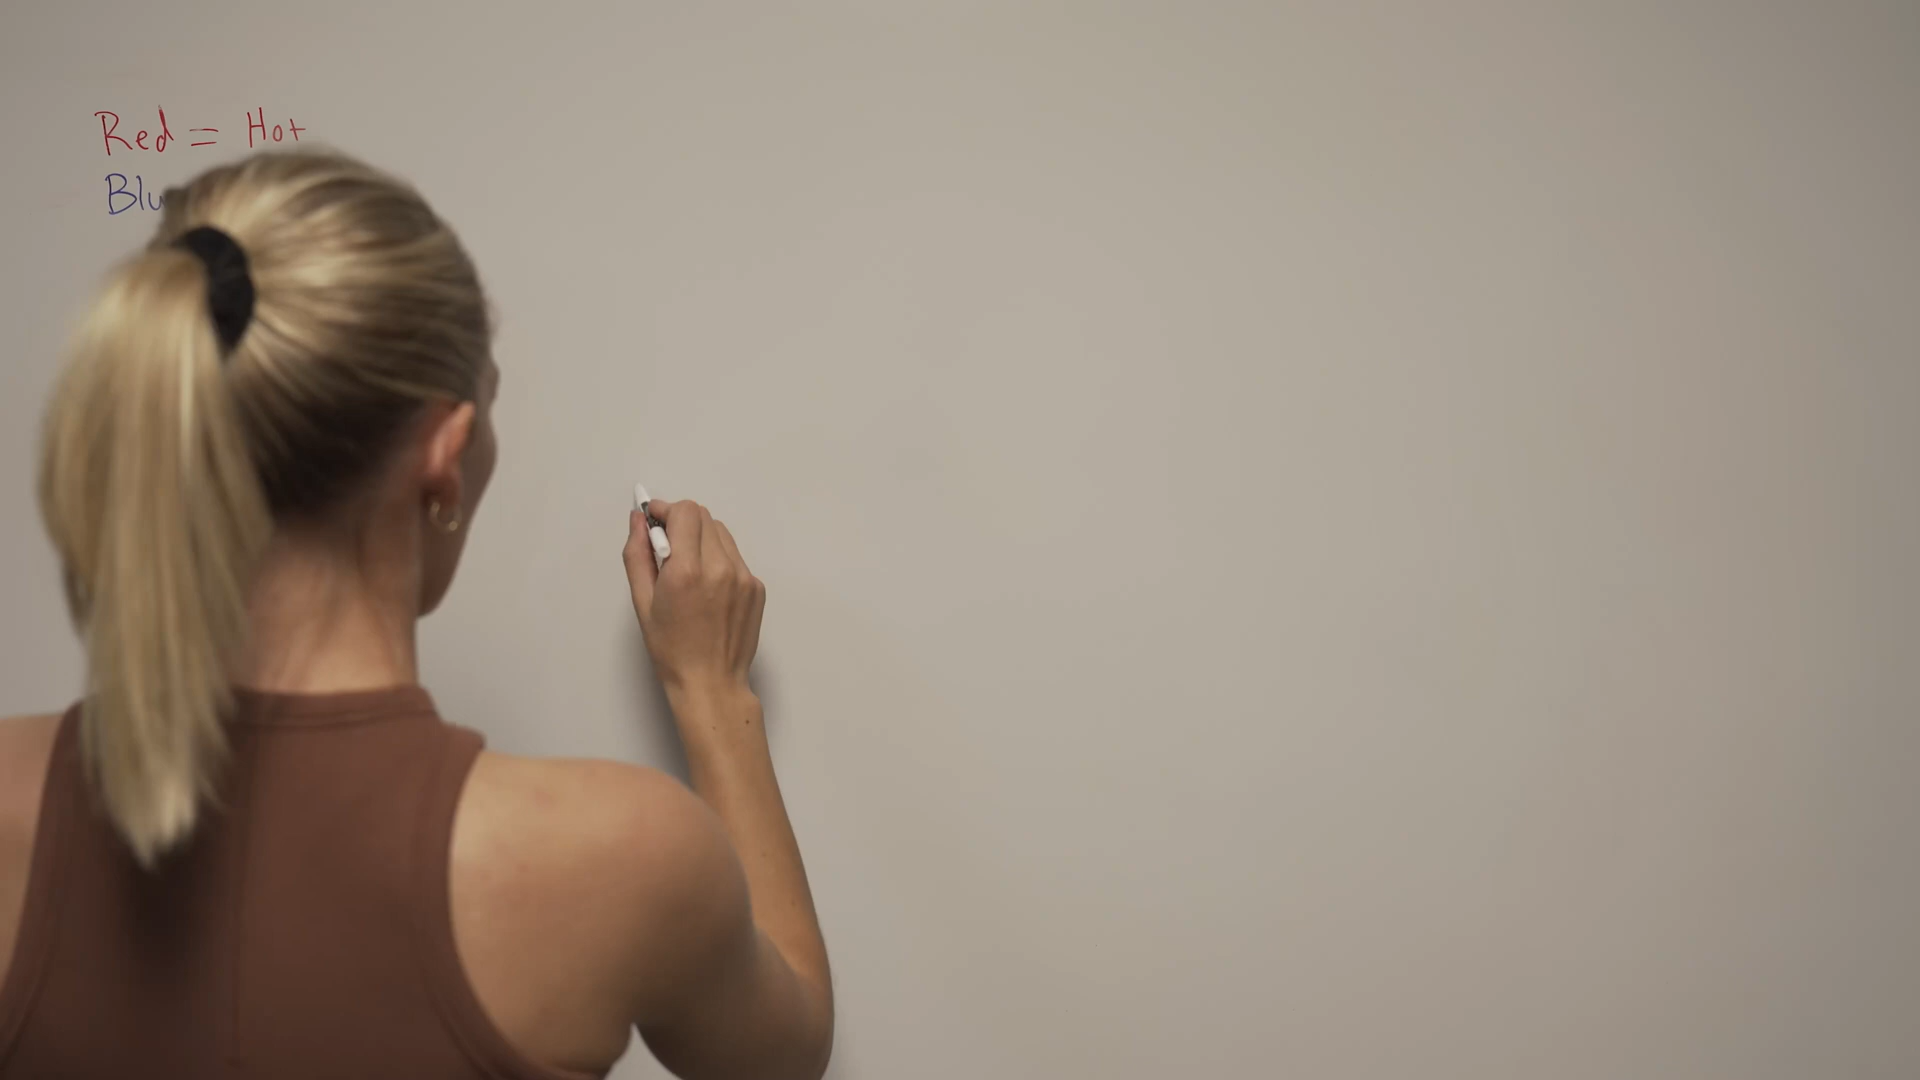 Red = Hot
Blu